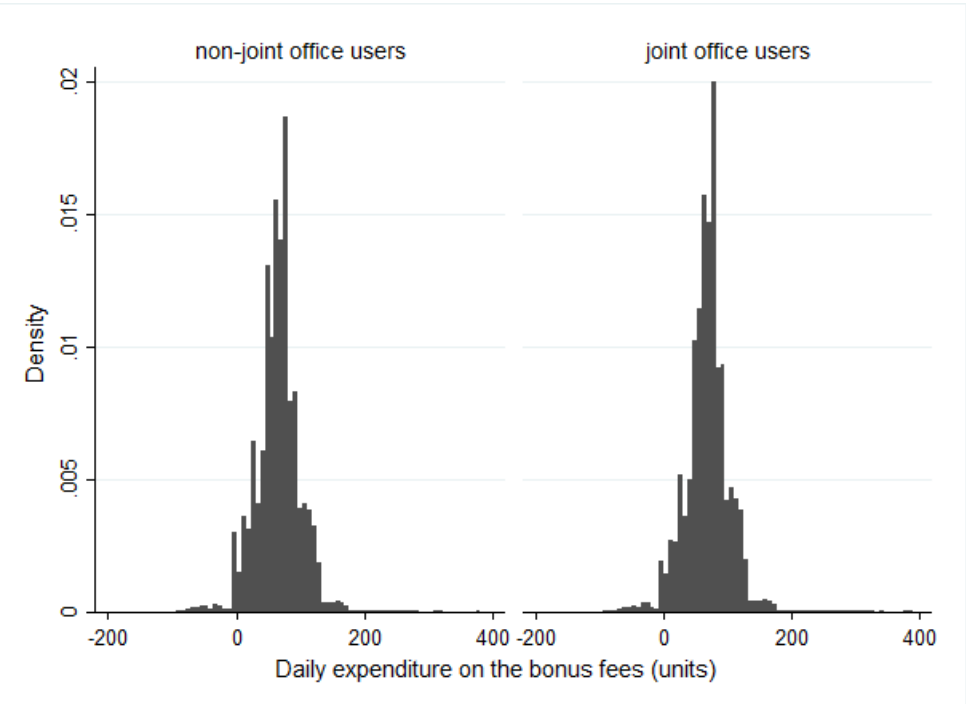 non-joint office users
joint office users
.02
.015
.01
.005
0
Density
-200 0 200 400 -200 0 200 400
Daily expenditure on the bonus fees (units)